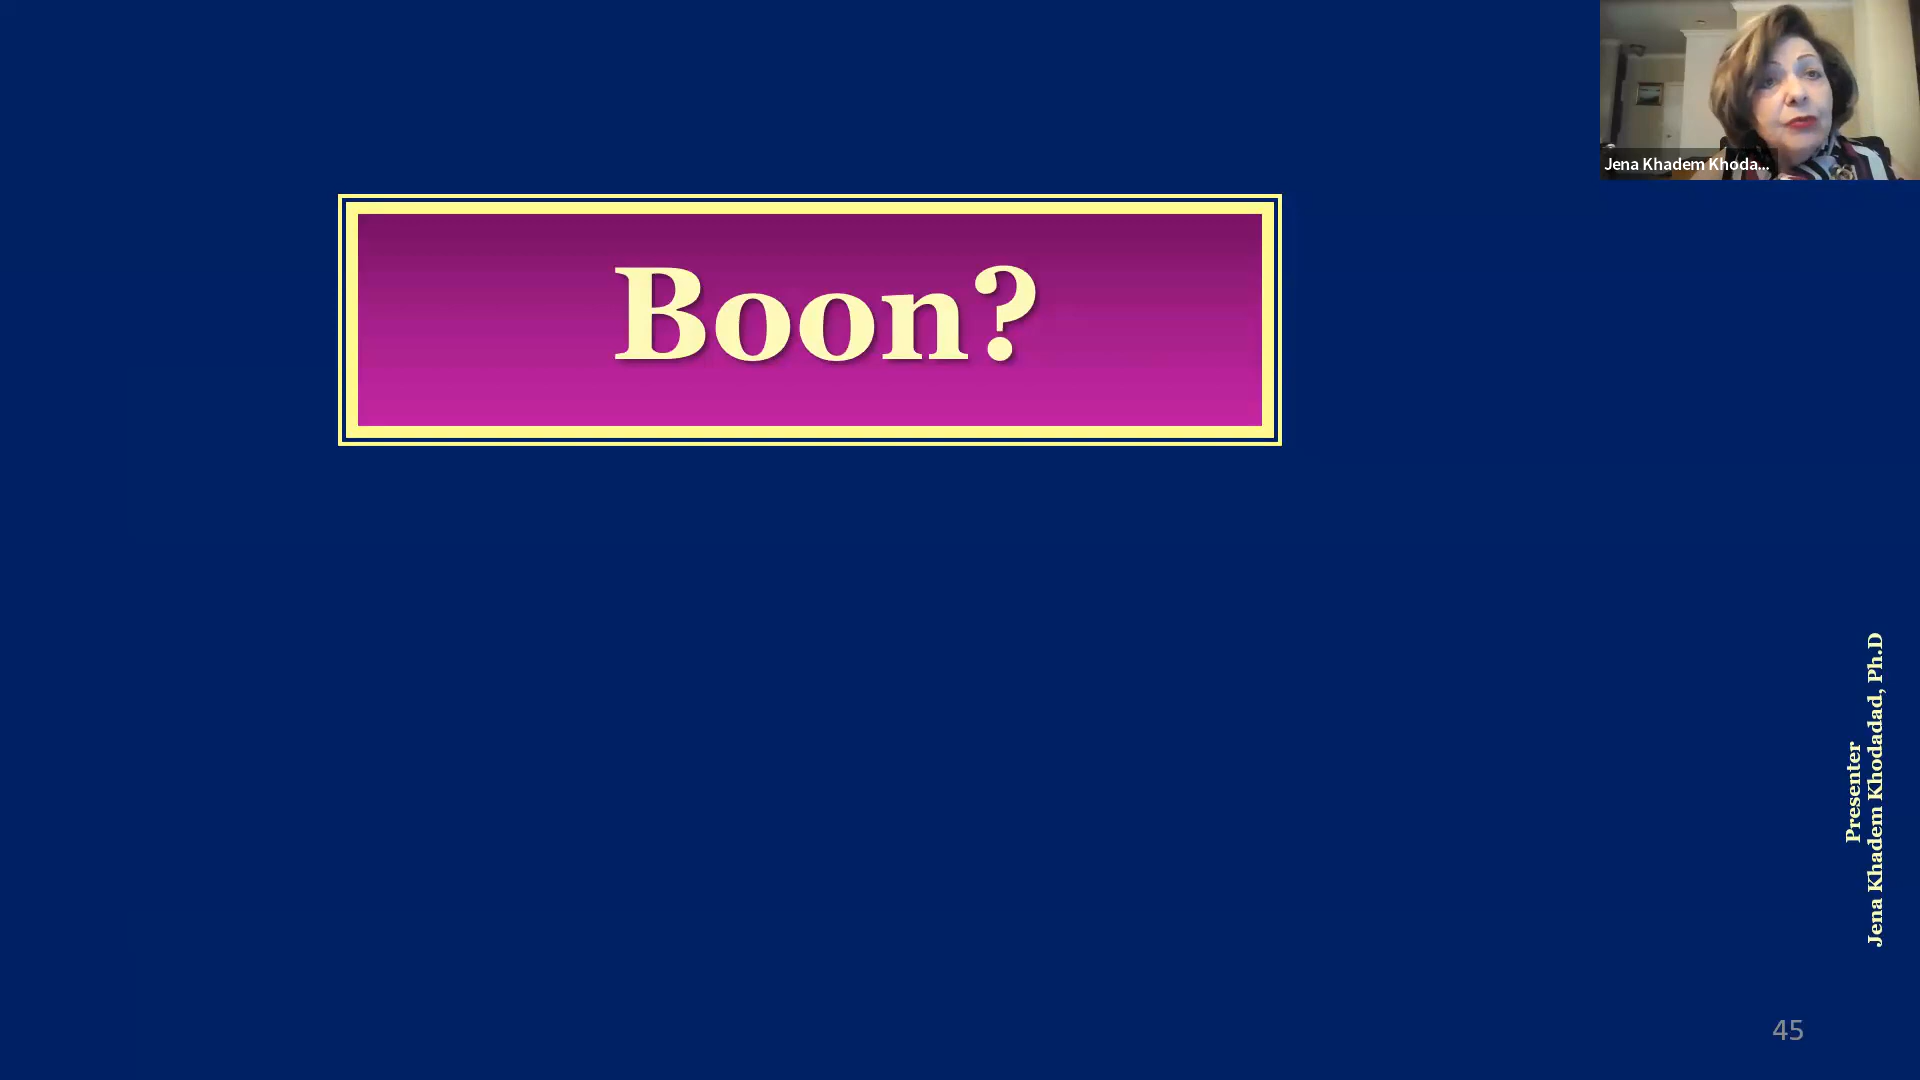 Jena Khadem Khoda...
Boon?
Presenter
Jena Khadem Khodadad, Ph.D
45